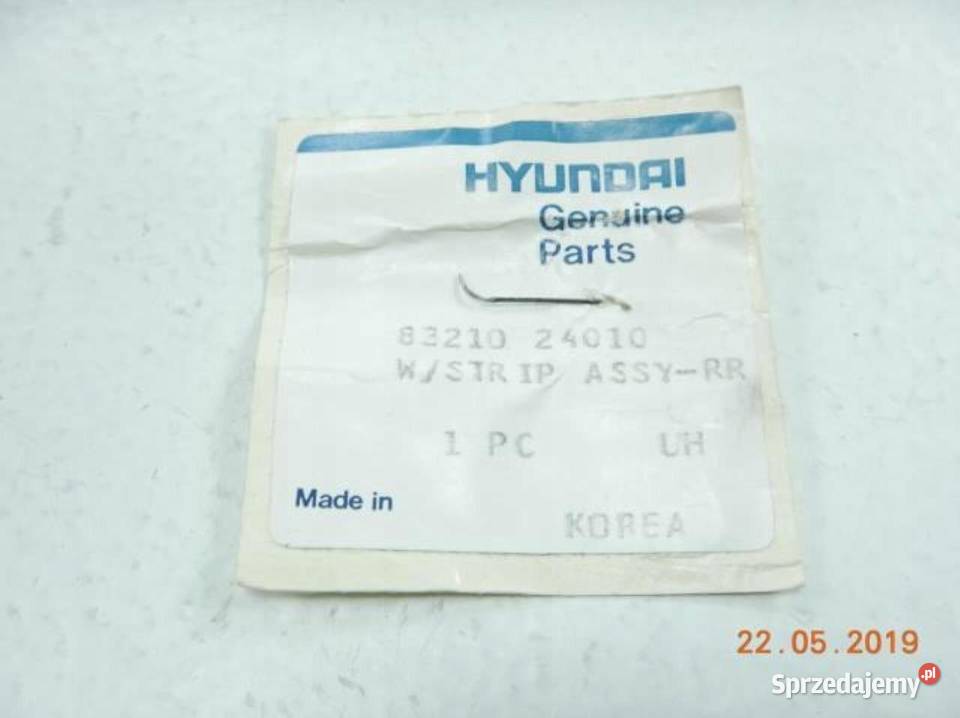 HYUNDAI
Genuine
Parts
83210 24010
W/STRIP ASSY-RR
1 PC UH
Made in
KOREA
22.05.2019
Sprzedajemy.pl